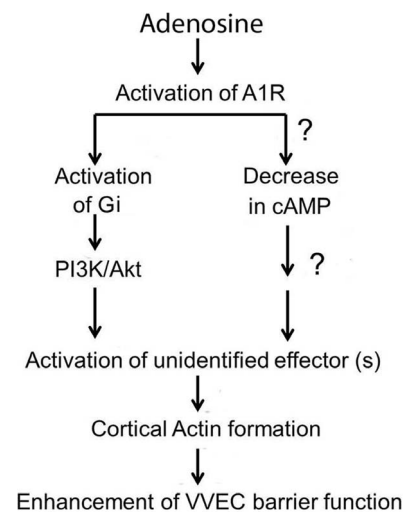 Adenosine
Activation of A1R
?
Activation
of Gi
Decrease
in cAMP
PI3K/Akt
?
Activation of unidentified effector (s)
Cortical Actin formation
Enhancement of VVEC barrier function